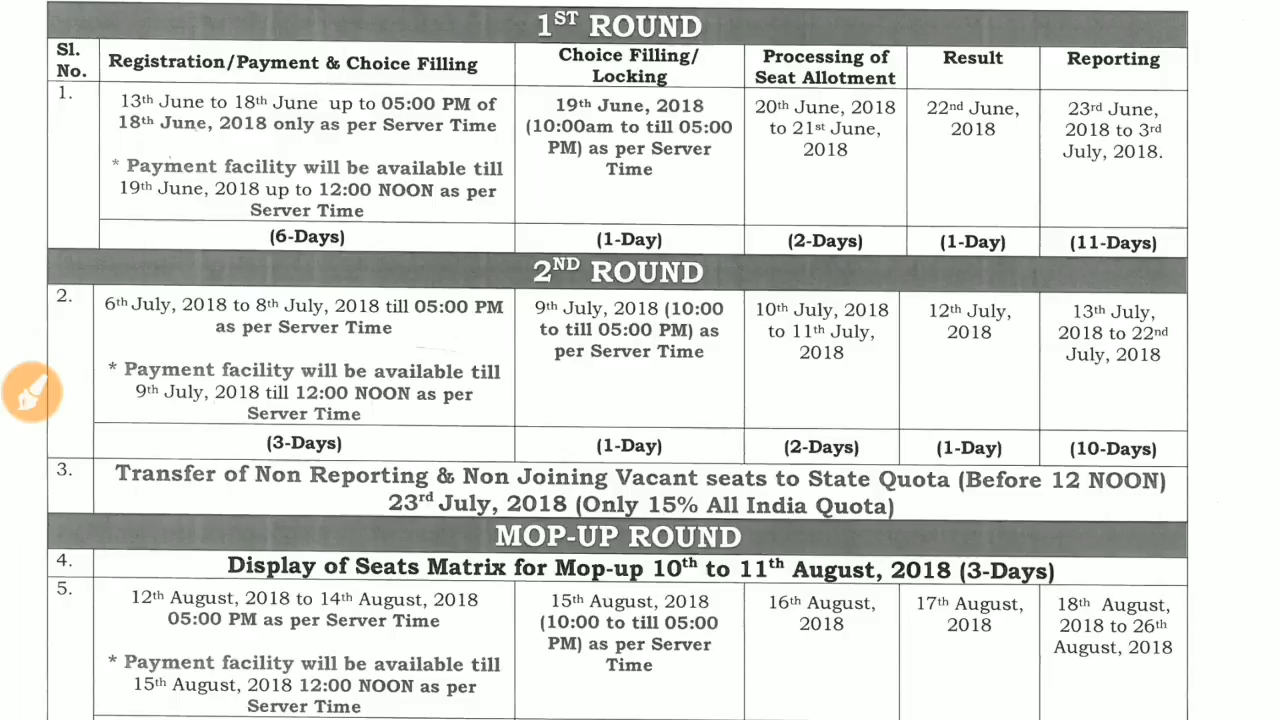 1ST ROUND
Sl. No.
Registration/Payment & Choice Filling
Choice Filling/
Locking
Processing of
Seat Allotment
Result
Reporting
1.
13th June to 18th June up to 05:00 PM of
18th June, 2018 only as per Server Time
* Payment facility will be available till
19th June, 2018 up to 12:00 NOON as per
Server Time
19th June, 2018
(10:00am to till 05:00
PM) as per Server
Time
20th June, 2018
to 21st June,
2018
22nd June,
2018
23rd June,
2018 to 3rd
July, 2018.
(6-Days)
(1-Day)
(2-Days)
(1-Day)
(11-Days)
2ND ROUND
2.
6th July, 2018 to 8th July, 2018 till 05:00 PM
as per Server Time
* Payment facility will be available till
9th July, 2018 till 12:00 NOON as per
Server Time
9th July, 2018 (10:00
to till 05:00 PM) as
per Server Time
10th July, 2018
to 11th July,
2018
12th July,
2018
13th July,
2018 to 22nd
July, 2018
(3-Days)
(1-Day)
(2-Days)
(1-Day)
(10-Days)
3.
Transfer of Non Reporting & Non Joining Vacant seats to State Quota (Before 12 NOON)
23rd July, 2018 (Only 15% All India Quota)
MOP-UP ROUND
4.
Display of Seats Matrix for Mop-up 10th to 11th August, 2018 (3-Days)
5.
12th August, 2018 to 14th August, 2018
05:00 PM as per Server Time
* Payment facility will be available till
15th August, 2018 12:00 NOON as per
Server Time
15th August, 2018
(10:00 to till 05:00
PM) as per Server
Time
16th August,
2018
17th August,
2018
18th August,
2018 to 26th
August, 2018